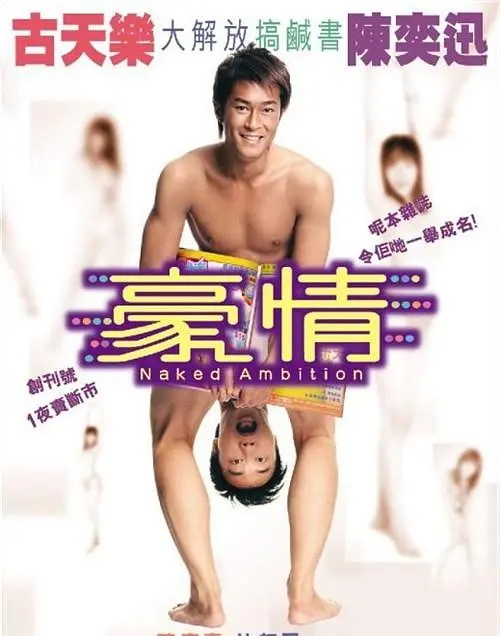 古天樂 大解放搞鹹書 陳奕迅
呢本雜誌
令佢哋一舉成名!
豪情
Naked Ambition
創刊號
1夜賣斷市